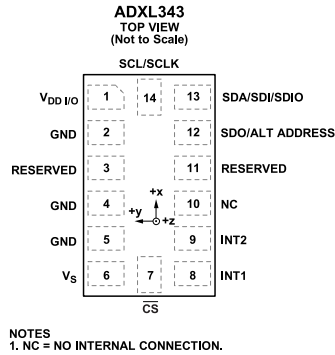 ADXL343
TOP VIEW
(Not to Scale)
SCL/SCLK
VDD I/O 1 14 13 SDA/SDI/SDIO
GND 2 12 SDO/ALT ADDRESS
RESERVED 3 11 RESERVED
GND 4 +x 10 NC
+y +z
GND 5 9 INT2
VS 6 7 8 INT1
CS
NOTES
1. NC = NO INTERNAL CONNECTION.